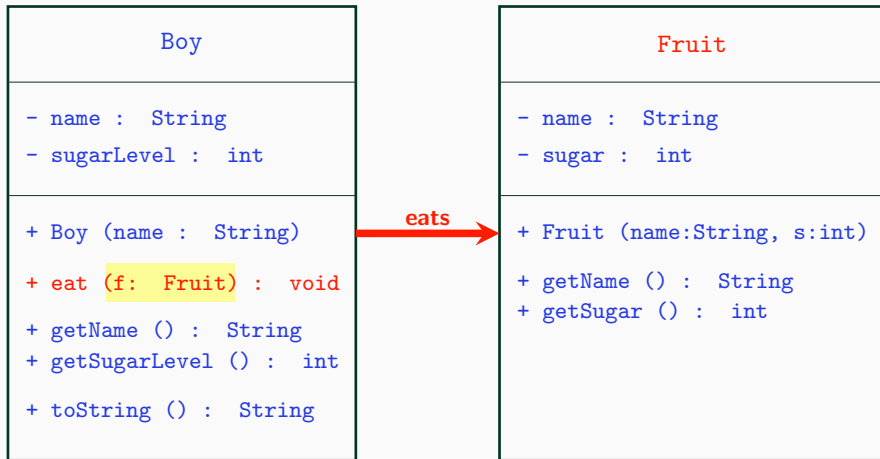 Boy
- name : String
- sugarLevel : int
+ Boy (name : String)
+ eat (f: Fruit) : void
+ getName () : String
+ getSugarLevel () : int
+ toString () : String
eats
Fruit
- name : String
- sugar : int
+ Fruit (name:String, s:int)
+ getName () : String
+ getSugar () : int